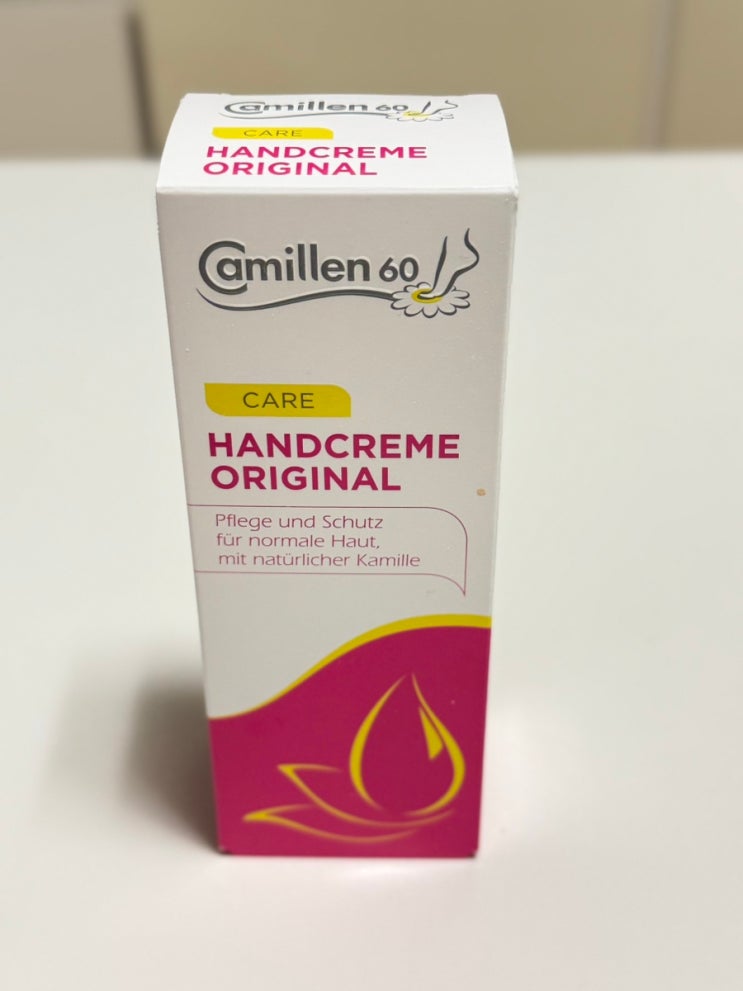 Camillen 60
CARE
HANDCREME
ORIGINAL
Camillen 60
CARE
HANDCREME
ORIGINAL
Pflege und Schutz
für normale Haut,
mit natürlicher Kamille